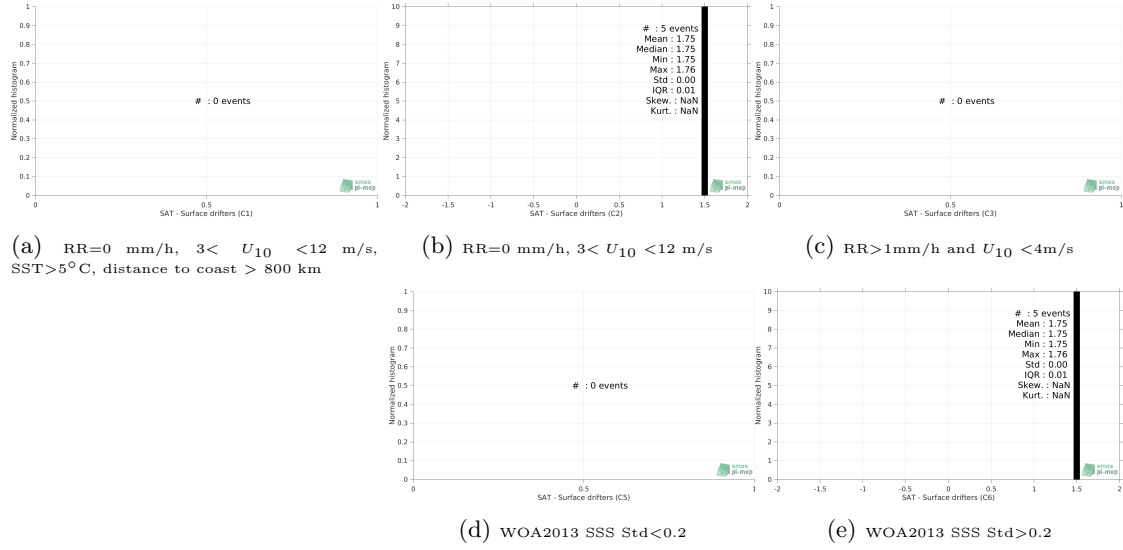 1
0.9
0.8
0.7
0.6
0.5
0.4
0.3
0.2
0.1
0
Normalized histogram
# : 0 events
smos
pi-mep
0 0.5 1
SAT - Surface drifters (C1)
(a) RR=0 mm/h, 3< U10 <12 m/s,
SST>5°C, distance to coast > 800 km
10
9
8
7
6
5
4
3
2
1
0
Normalized histogram
# : 5 events
Mean : 1.75
Median : 1.75
Min : 1.75
Max : 1.76
Std : 0.00
IQR : 0.01
Skew. : NaN
Kurt. : NaN
smos
pi-mep
-2 -1.5 -1 -0.5 0 0.5 1 1.5 2
SAT - Surface drifters (C2)
(b) RR=0 mm/h, 3< U10 <12 m/s
1
0.9
0.8
0.7
0.6
0.5
0.4
0.3
0.2
0.1
0
Normalized histogram
# : 0 events
smos
pi-mep
0 0.5 1
SAT - Surface drifters (C3)
(c) RR>1mm/h and U10 <4m/s
1
0.9
0.8
0.7
0.6
0.5
0.4
0.3
0.2
0.1
0
Normalized histogram
# : 0 events
smos
pi-mep
0 0.5 1
SAT - Surface drifters (C5)
(d) WOA2013 SSS Std<0.2
10
9
8
7
6
5
4
3
2
1
0
Normalized histogram
# : 5 events
Mean : 1.75
Median : 1.75
Min : 1.75
Max : 1.76
Std : 0.00
IQR : 0.01
Skew. : NaN
Kurt. : NaN
smos
pi-mep
-2 -1.5 -1 -0.5 0 0.5 1 1.5 2
SAT - Surface drifters (C6)
(e) WOA2013 SSS Std>0.2